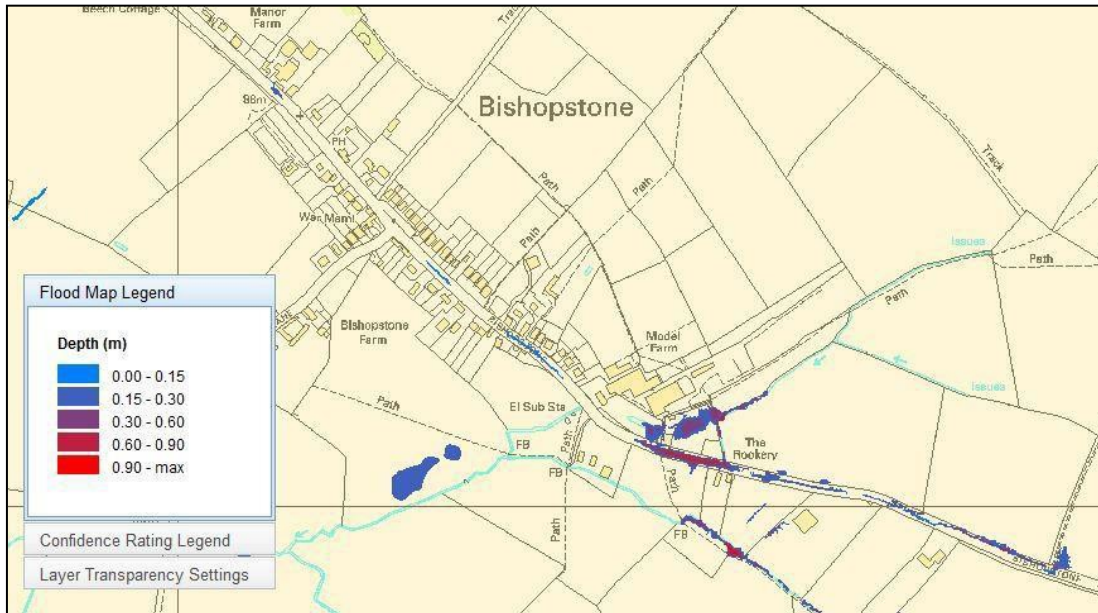 Beech Cottage
Manor
Farm
Track
98m
PH
Bishopstone
Path
Path
Track
War Meml
Path
Issues
Path
Path
Flood Map Legend
Depth (m)
0.00 - 0.15
0.15 - 0.30
0.30 - 0.60
0.60 - 0.90
0.90 - max
Confidence Rating Legend
Layer Transparency Settings
Bishopstone
Farm
Model
Farm
Issues
Path
El Sub Sta
Path
FB
FB
The
Rookery
Path
Path
FB
Path